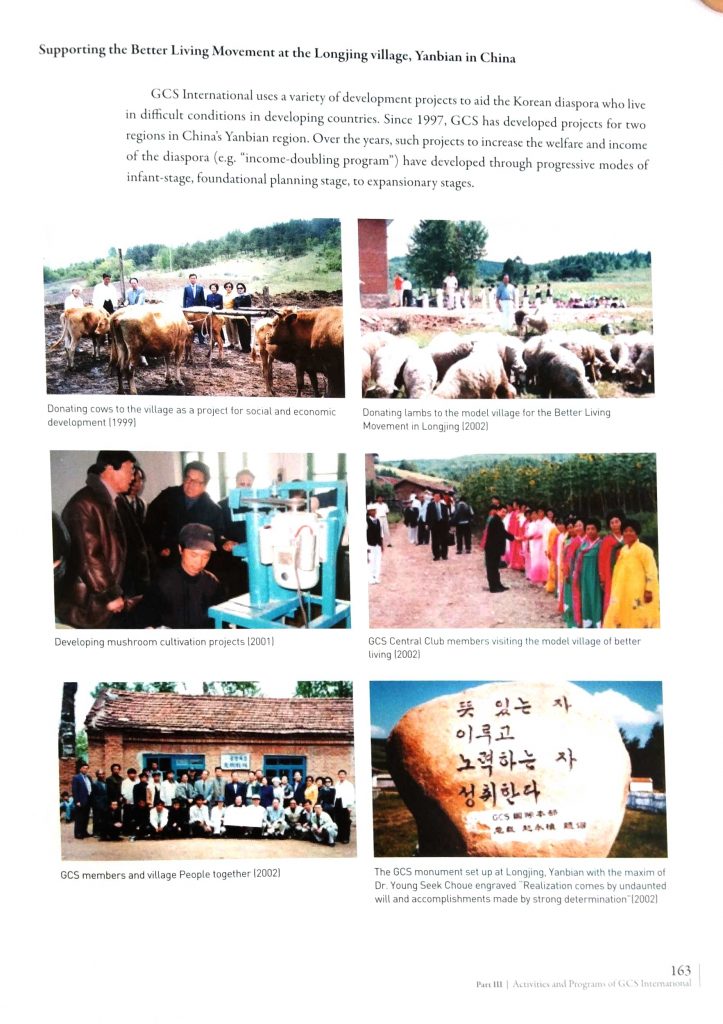 Supporting the Better Living Movement at the Longjing village, Yanbian in China
GCS International uses a variety of development projects to aid the Korean diaspora who live
in difficult conditions in developing countries. Since 1997, GCS has developed projects for two
regions in China's Yanbian region. Over the years, such projects to increase the welfare and income
of the diaspora (e.g. "income-doubling program") have developed through progressive modes of
infant-stage, foundational planning stage, to expansionary stages.
Donating cows to the village as a project for social and economic
development (1999)
Donating lambs to the model village for the Better Living
Movement in Longjing (2002)
Developing mushroom cultivation projects (2001)
GCS Central Club members visiting the model village of better
living (2002)
뜻 있는 자
이루고
노력하는 자
성취한다
GCS 国际本部
GCS members and village People together (2002)
The GCS monument set up at Longjing, Yanbian with the maxim of
Dr. Young Seek Choue engraved "Realization comes by undaunted
will and accomplishments made by strong determination"(2002)
163
Part III | Activities and Programs of GCS International